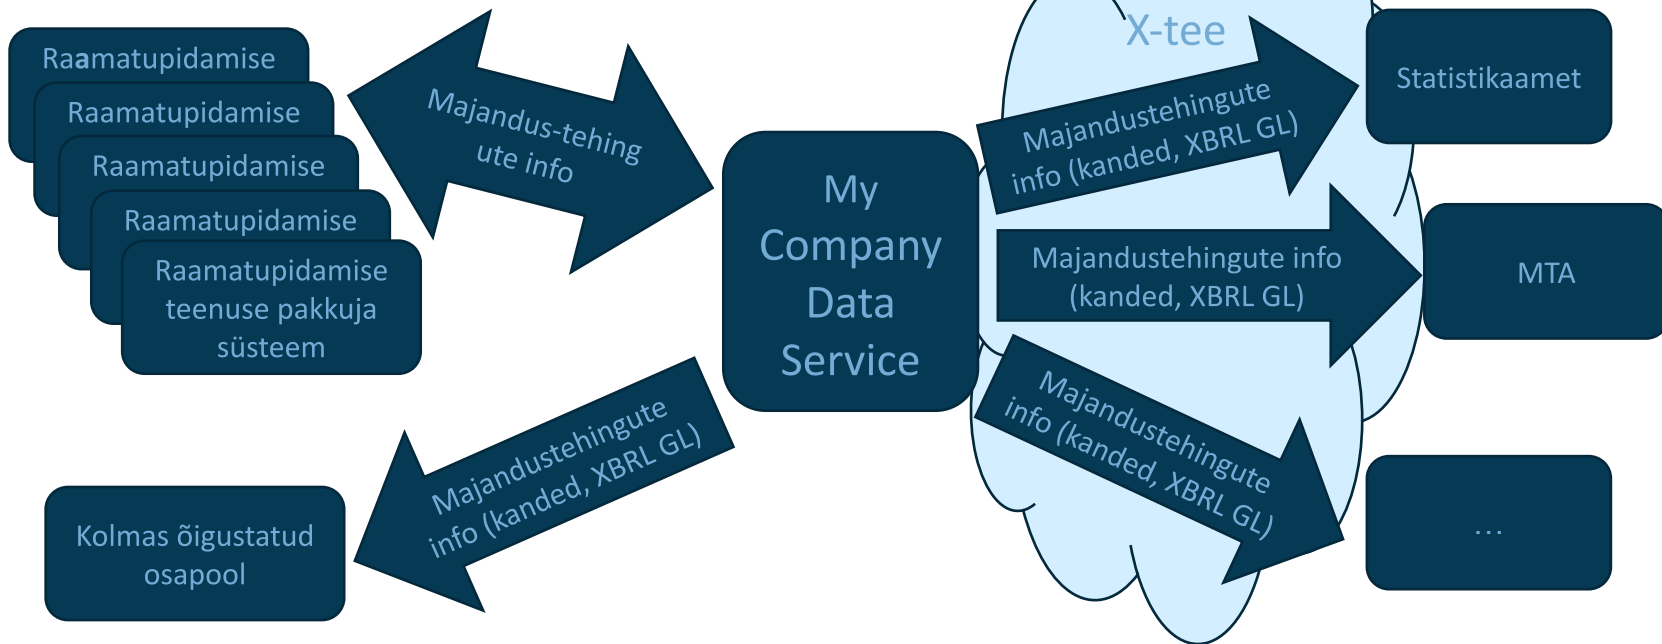 Raamatupidamise
Raamatupidamise
Raamatupidamise
Raamatupidamise
Raamatupidamise
teenuse pakkuja
süsteem
Majandus-tehing
ute info
My
Company
Data
Service
X-tee
Majandustehingute
info (kanded, XBRL GL)
Statistikaamet
Majandustehingute info
(kanded, XBRL GL)
MTA
Majandustehingute
info (kanded, XBRL GL)
...
Majandustehingute
info (kanded, XBRL GL)
Kolmas õigustatud
osapool